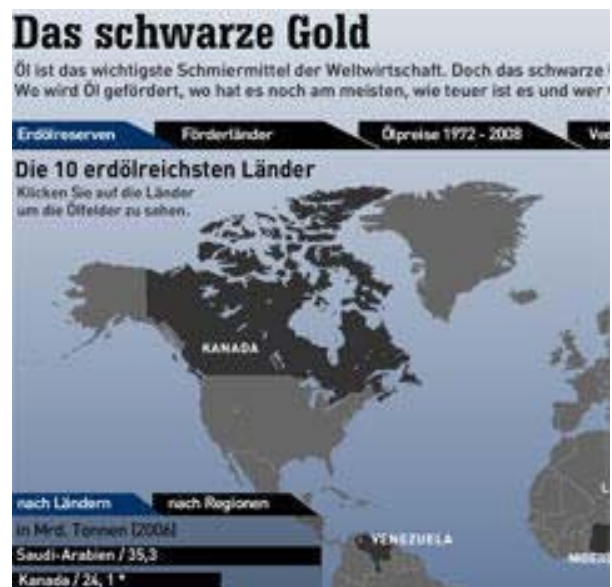 Das schwarze Gold
Öl ist das wichtigste Schmiermittel der Weltwirtschaft. Doch das schwarze
Wo wird Öl gefördert, wo hat es noch am meisten, wie teuer ist es und wer
Erdölreserven
Förderländer
Ölpreise 1972 - 2008
Die 10 erdölreichsten Länder
Klicken Sie auf die Länder
um die Ölfelder zu sehen.
KANADA
nach Ländern
nach Regionen
in Mrd. Tonnen (2006)
VENEZUELA
Saudi-Arabien / 35,3
Kanada / 24, 1 *